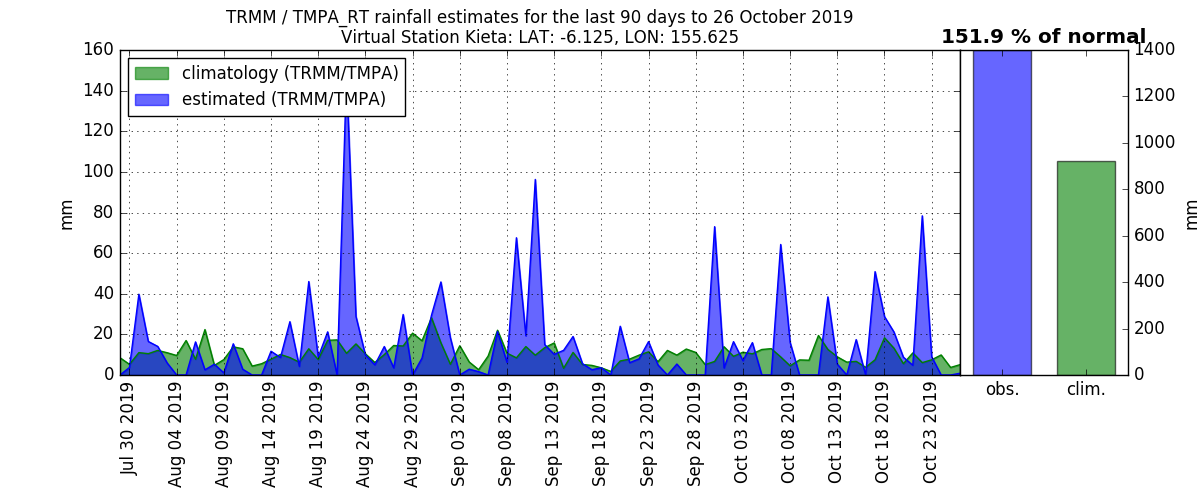 TRMM / TMPA_RT rainfall estimates for the last 90 days to 26 October 2019
Virtual Station Kieta: LAT: -6.125, LON: 155.625
151.9 % of normal
climatology (TRMM/TMPA)
estimated (TRMM/TMPA)
mm
160
140
120
100
80
60
40
20
0
Jul 30 2019
Aug 04 2019
Aug 09 2019
Aug 14 2019
Aug 19 2019
Aug 24 2019
Aug 29 2019
Sep 03 2019
Sep 08 2019
Sep 13 2019
Sep 18 2019
Sep 23 2019
Sep 28 2019
Oct 03 2019
Oct 08 2019
Oct 13 2019
Oct 18 2019
Oct 23 2019
1400
1200
1000
800
600
400
200
0
mm
obs.
clim.